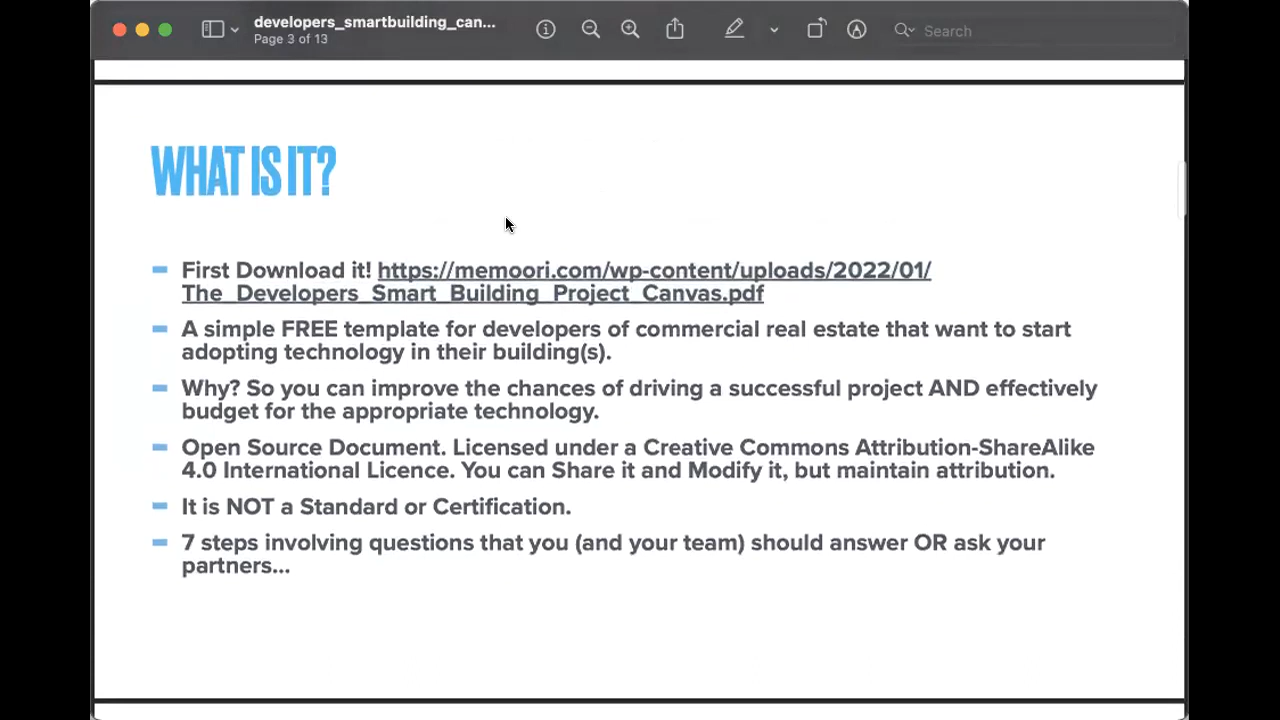 developers_smartbuilding_can...
Page 3 of 13
Search
WHAT IS IT?
First Download it! https://memoori.com/wp-content/uploads/2022/01/
The_Developers_Smart_Building_Project_Canvas.pdf
A simple FREE template for developers of commercial real estate that want to start
adopting technology in their building(s).
Why? So you can improve the chances of driving a successful project AND effectively
budget for the appropriate technology.
Open Source Document. Licensed under a Creative Commons Attribution-ShareAlike
4.0 International Licence. You can Share it and Modify it, but maintain attribution.
It is NOT a Standard or Certification.
7 steps involving questions that you (and your team) should answer OR ask your
partners...